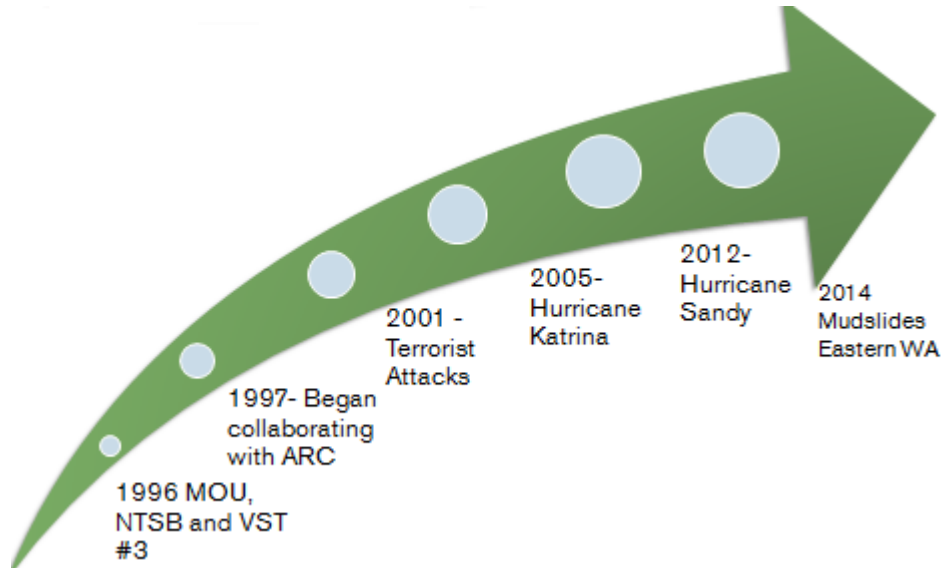 1996 MOU,
NTSB and VST
#3
1997- Began
collaborating
with ARC
2001 -
Terrorist
Attacks
2005-
Hurricane
Katrina
2012-
Hurricane
Sandy
2014
Mudslides
Eastern WA